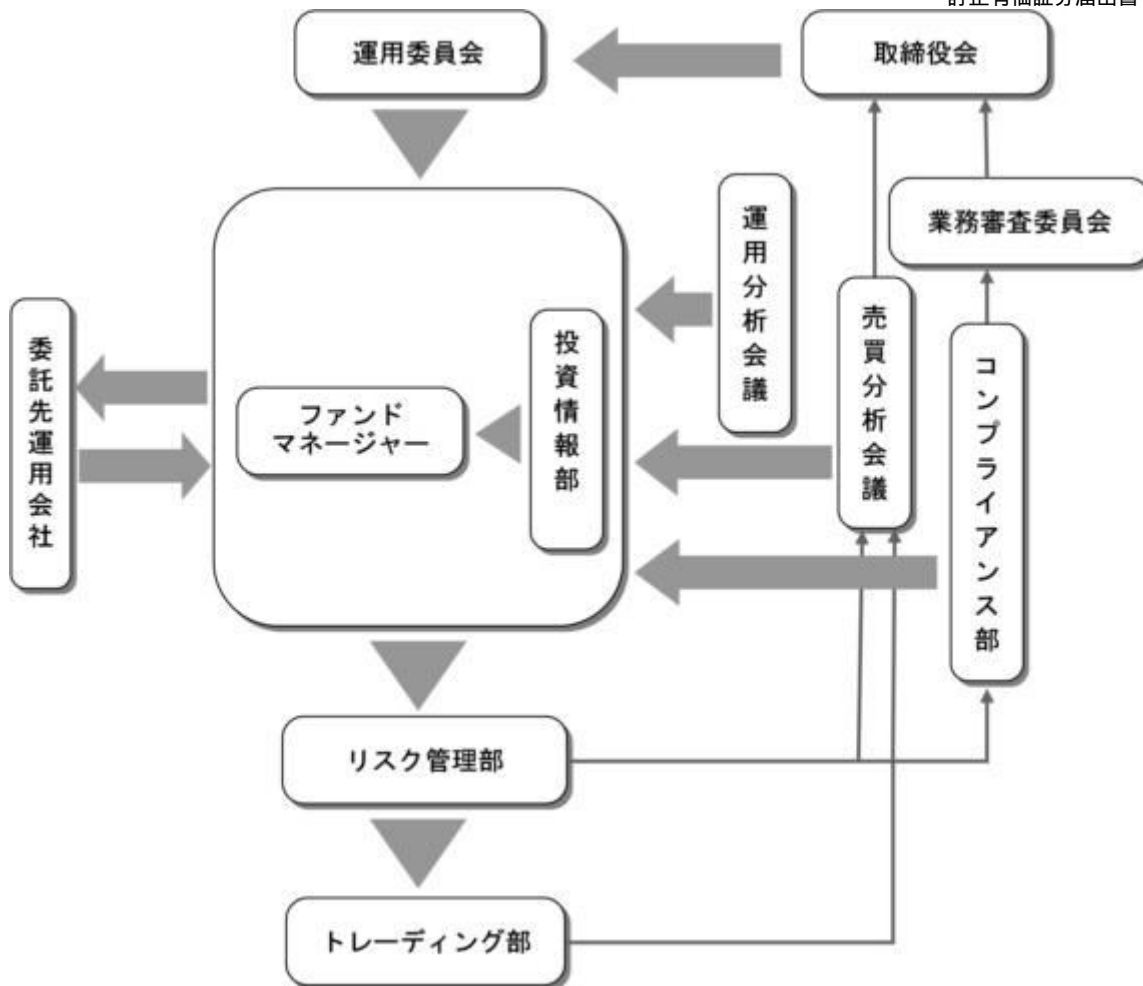 運用委員会
取締役会
運用分析会議
業務審査委員会
売買分析会議
委託先運用会社
投資情報部
コンプライアンス部
ファンド
マネージャー
リスク管理部
トレーディング部